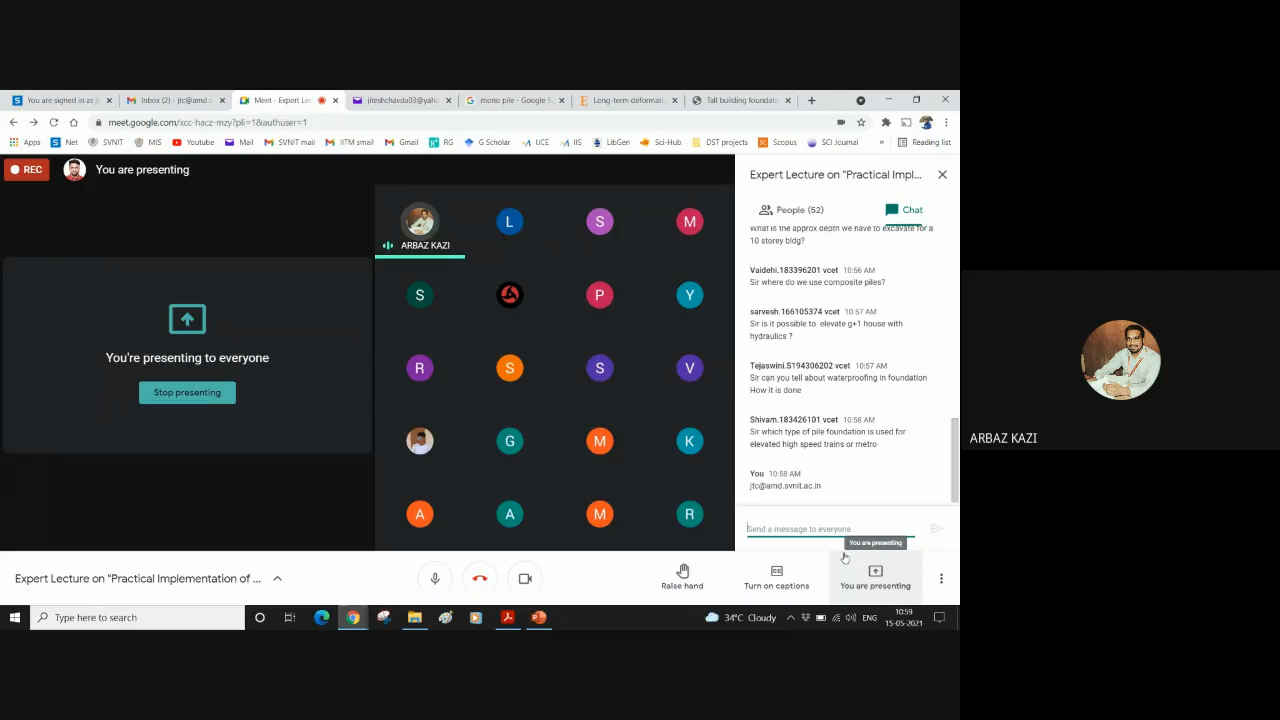 You are signed in as j
Inbox (2) - jtc@amd.s
Meet - Expert Lec
jiteshchavda03@yaho
mono pile - Google S
Long-term deformati
Tall building foundati
meet.google.com/xcc-hacz-mzy?pli=1&authuser=1
Apps
Net
SVNIT
MIS
Youtube
Mail
SVNIT mail
IITM smail
Gmail
RG
G Scholar
IJCE
IIS
LibGen
Sci-Hub
DST projects
Scopus
SCI Journal
»
Reading list
REC
You are presenting
Expert Lecture on "Practical Impl...
People (52)
Chat
What is the approx depth we have to excavate for a
10 storey bldg?
Vaidehi.183396201 vcet 10:56 AM
Sir where do we use composite piles?
sarvesh.166105374 vcet 10:57 AM
Sir is it possible to elevate g+1 house with
hydraulics ?
Tejaswini.S194306202 vcet 10:57 AM
Sir can you tell about waterproofing in foundation
How it is done
Shivam.183426101 vcet 10:58 AM
Sir which type of pile foundation is used for
elevated high speed trains or metro
You 10:58 AM
jtc@amd.svnit.ac.in
Send a message to everyone
You are presenting
You're presenting to everyone
Stop presenting
ARBAZ KAZI
L
S
M
S
P
Y
R
S
S
V
G
M
K
A
A
M
R
ARBAZ KAZI
Expert Lecture on "Practical Implementation of ...
Raise hand
Turn on captions
You are presenting
Type here to search
34°C Cloudy
ENG
10:59
15-05-2021